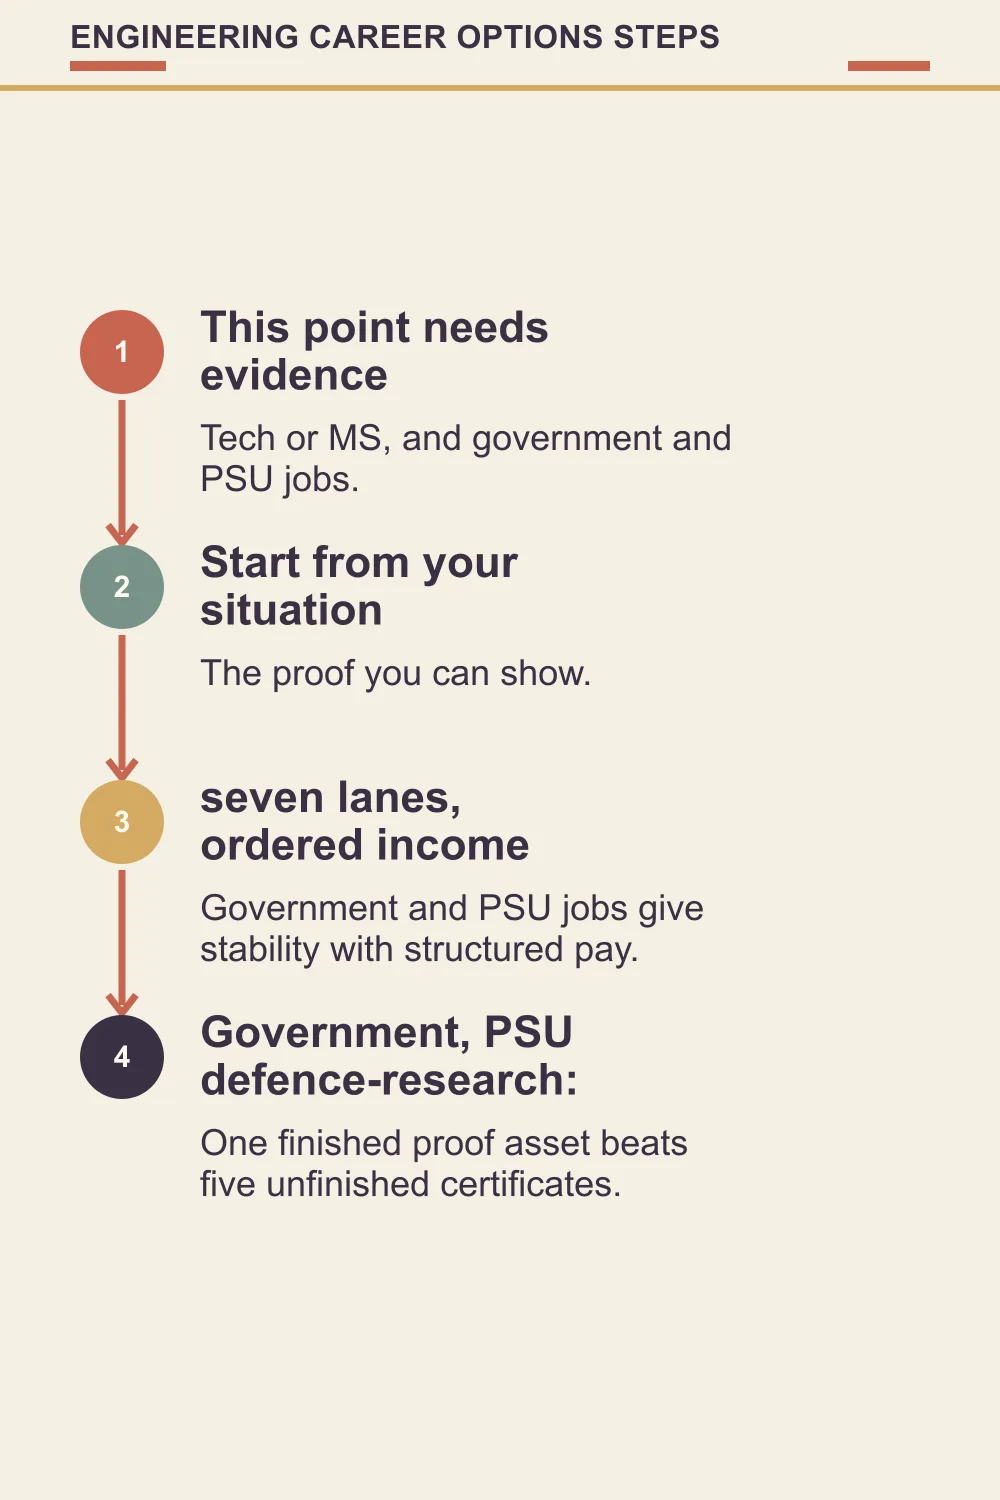 ENGINEERING CAREER OPTIONS STEPS
1
This point needs
evidence
Tech or MS, and government and
PSU jobs.
2
Start from your
situation
The proof you can show.
3
seven lanes,
ordered income
Government and PSU jobs give
stability with structured pay.
4
Government, PSU
defence-research:
One finished proof asset beats
five unfinished certificates.